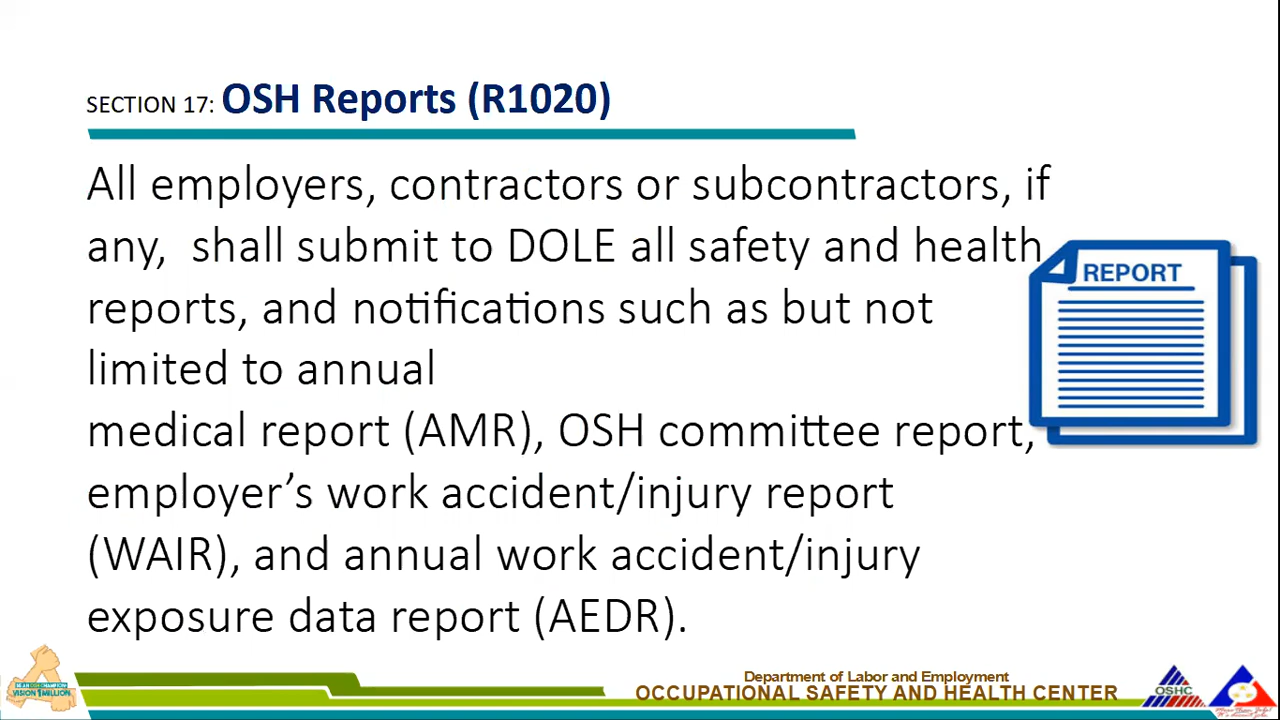 SECTION 17: OSH Reports (R1020)
All employers, contractors or subcontractors, if
any, shall submit to DOLE all safety and health
reports, and notifications such as but not
limited to annual
medical report (AMR), OSH committee report,
employer’s work accident/injury report
(WAIR), and annual work accident/injury
exposure data report (AEDR).
REPORT
VISION 1 MILLION
Department of Labor and Employment
OCCUPATIONAL SAFETY AND HEALTH CENTER
OSHC